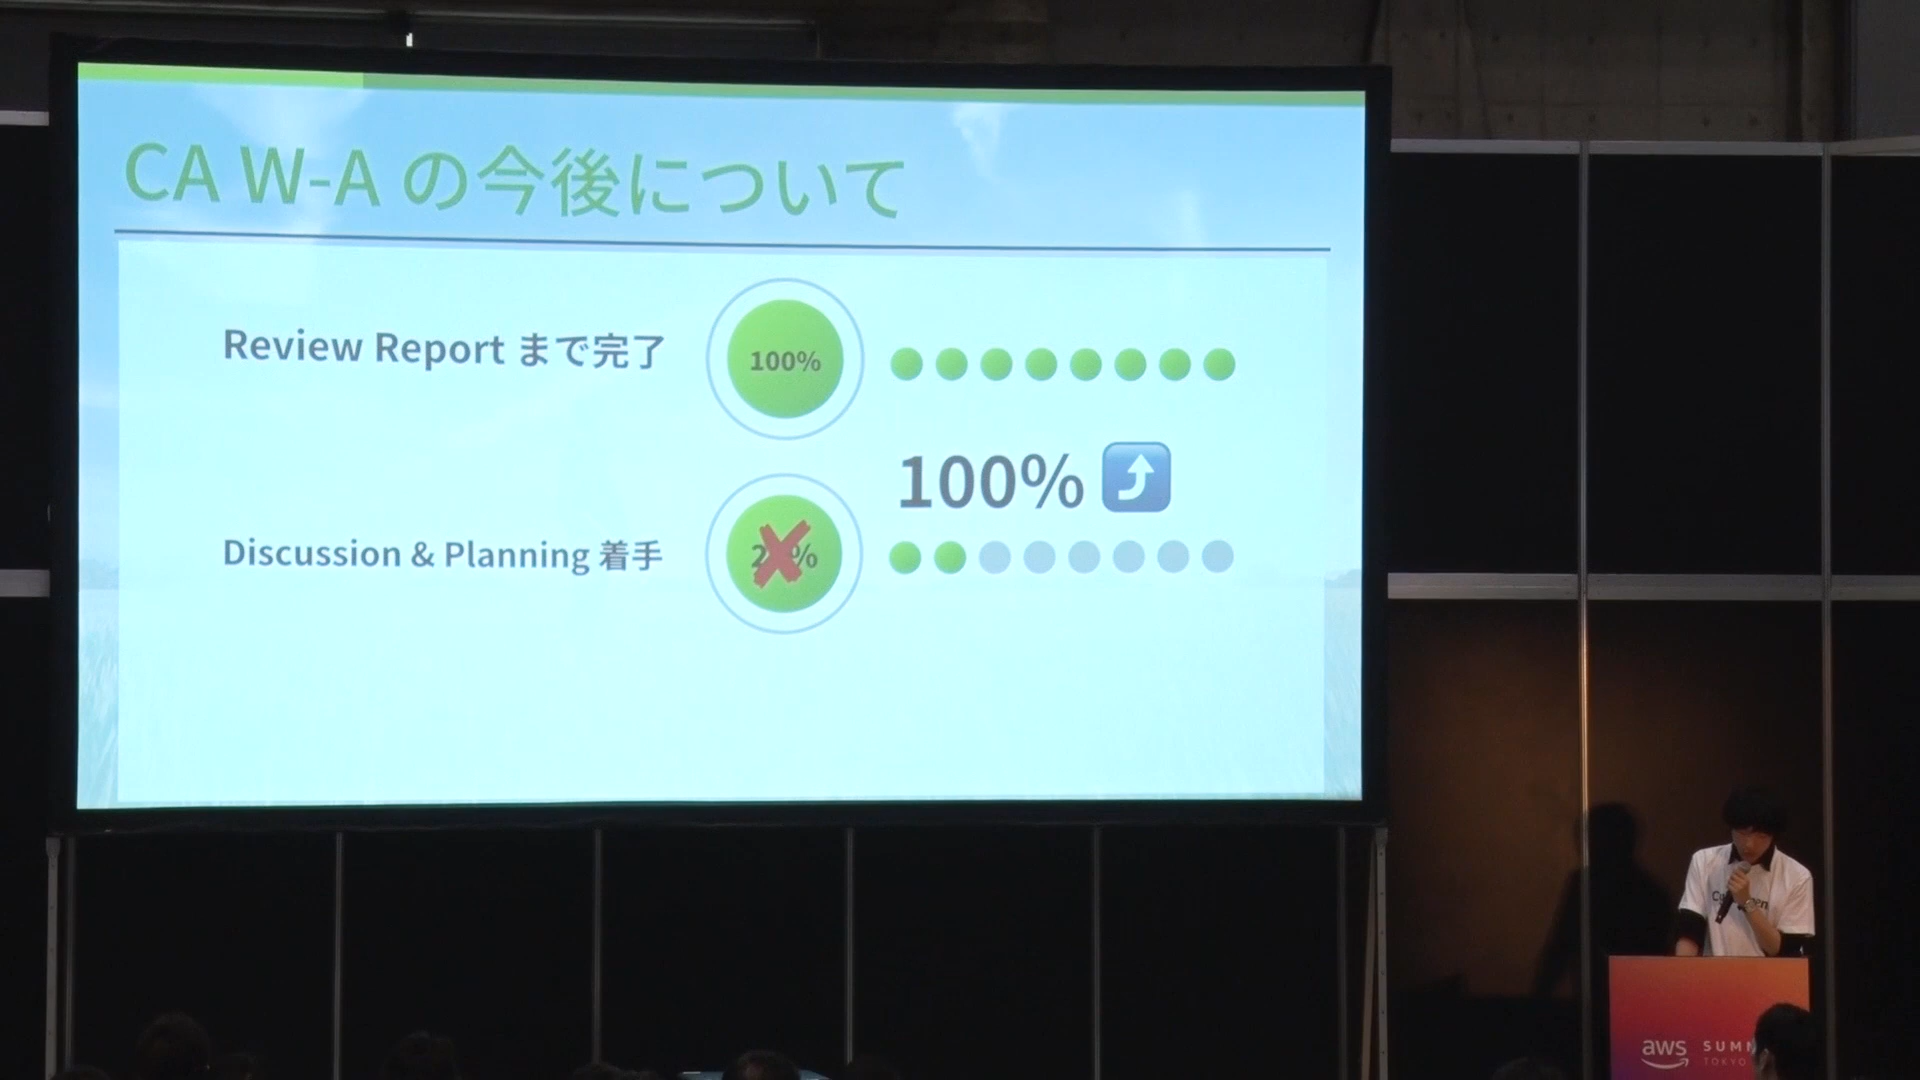 CA W-A の今後について
Review Report まで完了
100%
100%
Discussion & Planning 着手
aws
TOKYO